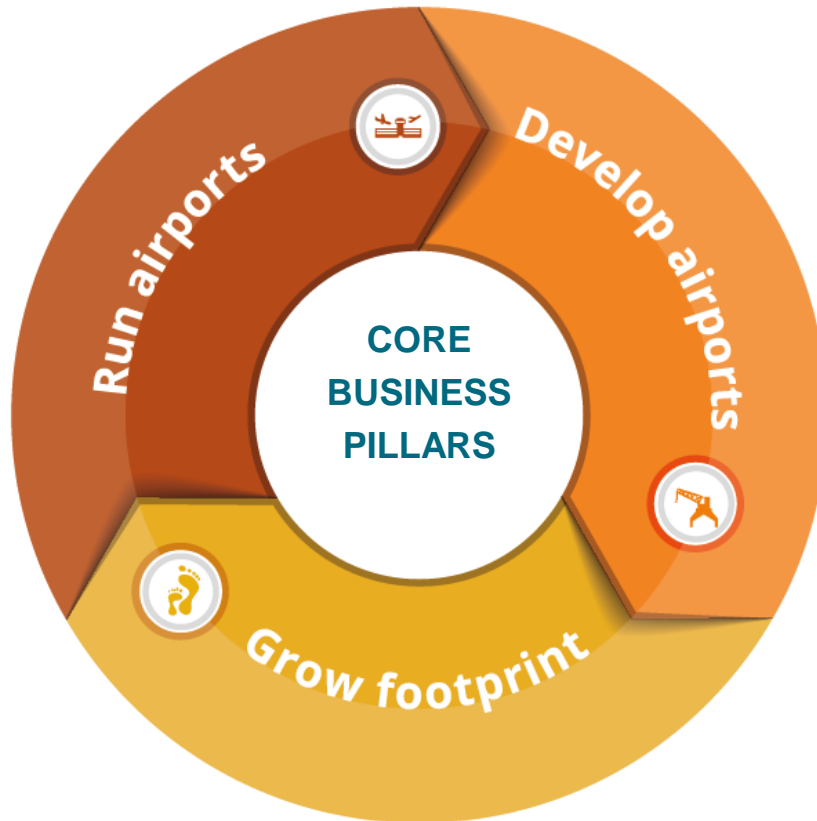 Run airports
Develop airports
CORE
BUSINESS
PILLARS
Grow footprint